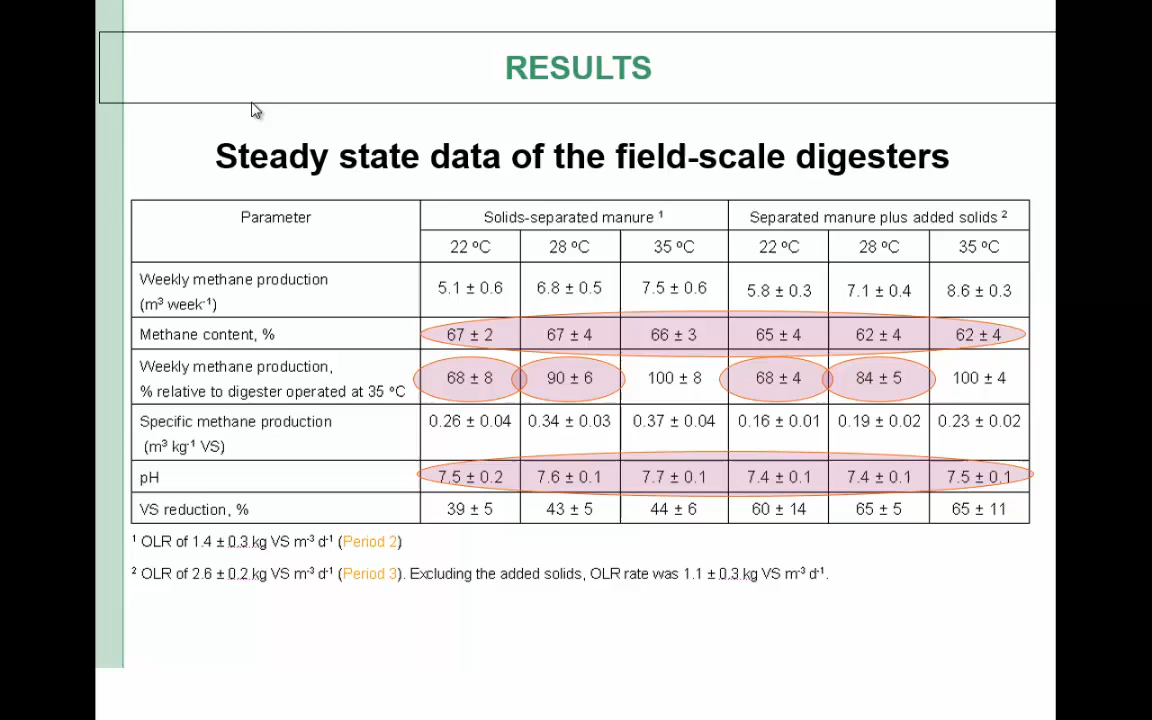 RESULTS
Steady state data of the field-scale digesters
Parameter Solids-separated manure ¹ Separated manure plus added solids ²
22 ºC 28 ºC 35 ºC 22 ºC 28 ºC 35 ºC
Weekly methane production
(m³ week⁻¹) 5.1 ± 0.6 6.8 ± 0.5 7.5 ± 0.6 5.8 ± 0.3 7.1 ± 0.4 8.6 ± 0.3
Methane content, % 67 ± 2 67 ± 4 66 ± 3 65 ± 4 62 ± 4 62 ± 4
Weekly methane production,
% relative to digester operated at 35 ºC 68 ± 8 90 ± 6 100 ± 8 68 ± 4 84 ± 5 100 ± 4
Specific methane production 0.26 ± 0.04 0.34 ± 0.03 0.37 ± 0.04 0.16 ± 0.01 0.19 ± 0.02 0.23 ± 0.02
(m³ kg⁻¹ VS)
pH 7.5 ± 0.2 7.6 ± 0.1 7.7 ± 0.1 7.4 ± 0.1 7.4 ± 0.1 7.5 ± 0.1
VS reduction, % 39 ± 5 43 ± 5 44 ± 6 60 ± 14 65 ± 5 65 ± 11
¹ OLR of 1.4 ± 0.3 kg VS m⁻³ d⁻¹ (Period 2)
² OLR of 2.6 ± 0.2 kg VS m⁻³ d⁻¹ (Period 3). Excluding the added solids, OLR rate was 1.1 ± 0.3 kg VS m⁻³ d⁻¹.